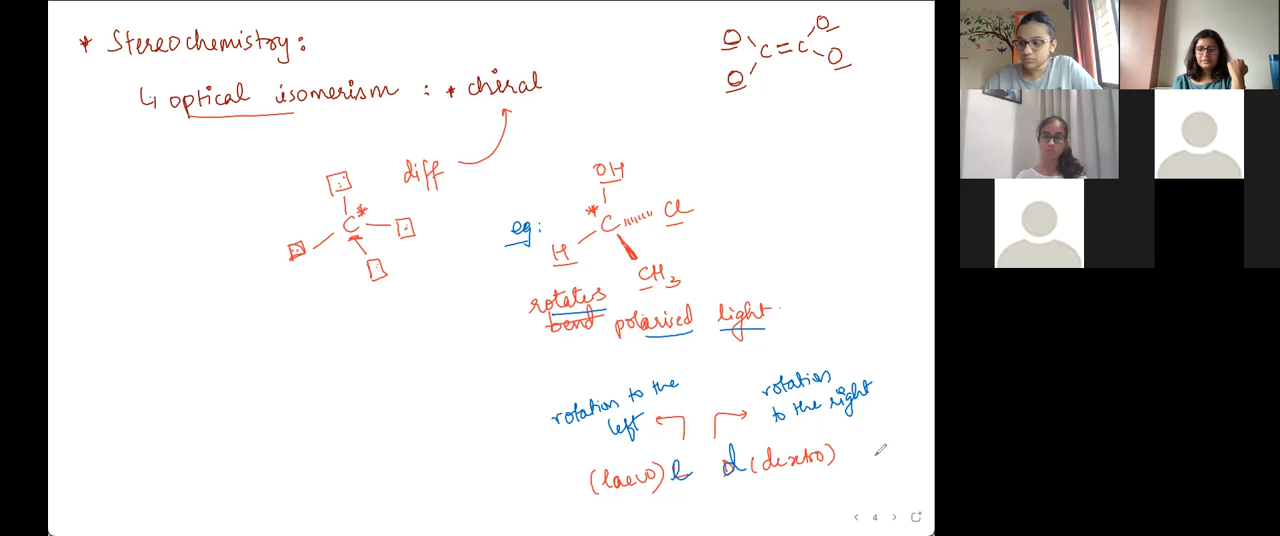 * Stereochemistry:
↳ optical isomerism : * chiral
C = C
diff
C*
eg:
OH
* C
Cl
H
CH3
rotates
bend polarised light.
rotation to the
left
rotation
to the right
(laevo) l d (dextro)
< 4 >